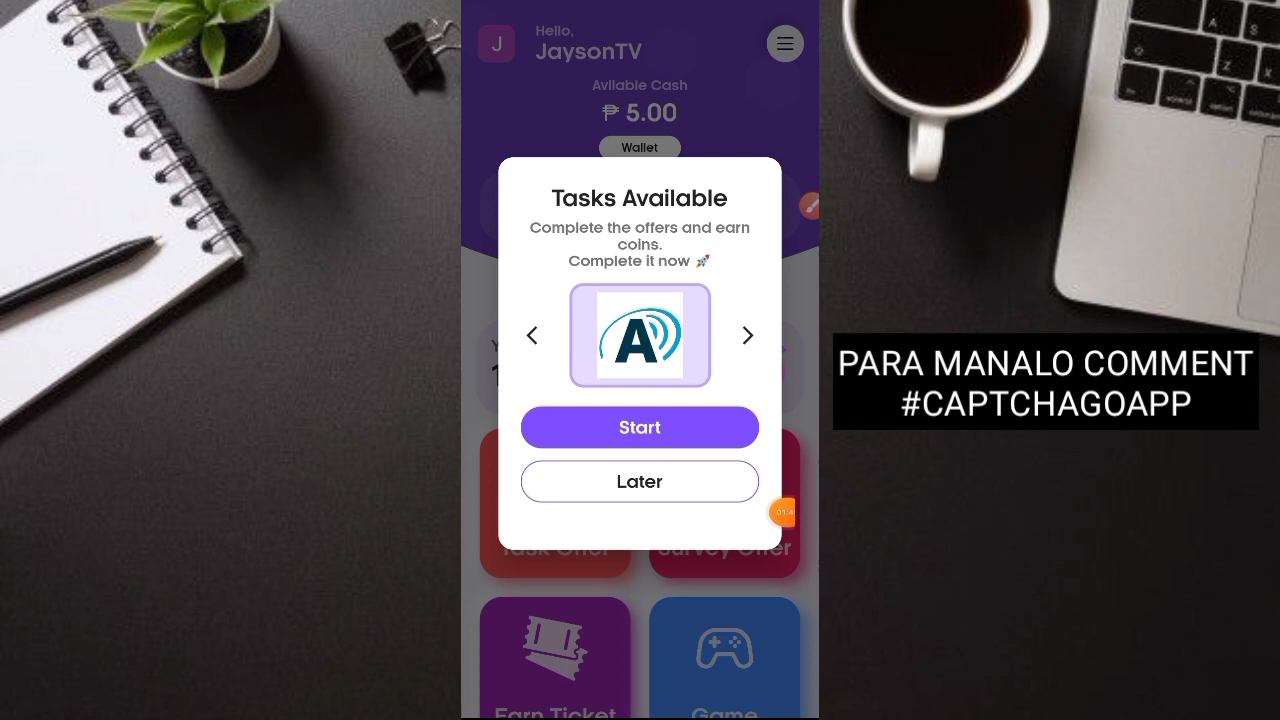 J
Hello,
JaysonTV
Avilable Cash
₱ 5.00
Wallet
Tasks Available
Complete the offers and earn
coins.
Complete it now 🚀
A
Start
Later
Task Offer
Survey Offer
Earn Ticket
Game
PARA MANALO COMMENT
#CAPTCHAGOAPP